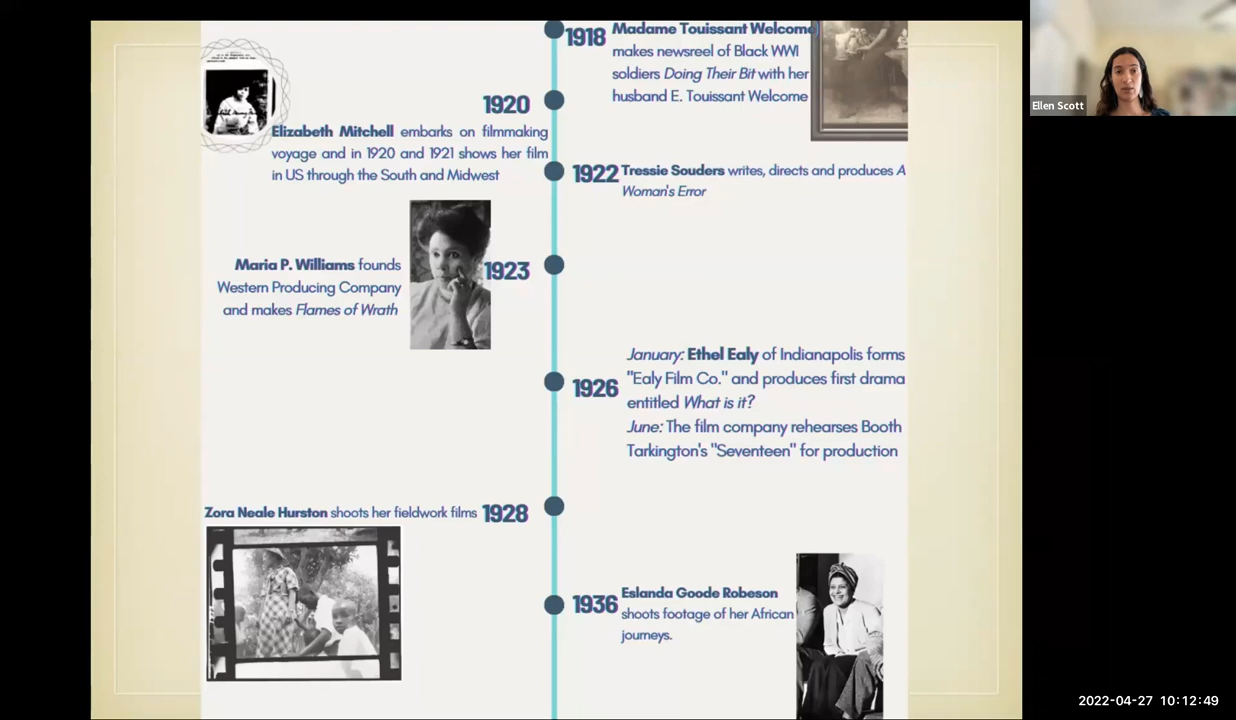 1918
Madame Touissant Welcome
makes newsreel of Black WWI
soldiers Doing Their Bit with her
husband E. Touissant Welcome
1920
Elizabeth Mitchell embarks on filmmaking
voyage and in 1920 and 1921 shows her film
in US through the South and Midwest
1922
Tressie Souders writes, directs and produces A
Woman's Error
Maria P. Williams founds
Western Producing Company
and makes Flames of Wrath
1923
1926
January: Ethel Ealy of Indianapolis forms
"Ealy Film Co." and produces first drama
entitled What is it?
June: The film company rehearses Booth
Tarkington's "Seventeen" for production
Zora Neale Hurston shoots her fieldwork films
1928
1936
Eslanda Goode Robeson
shoots footage of her African
journeys.
Ellen Scott
2022-04-27 10:12:49